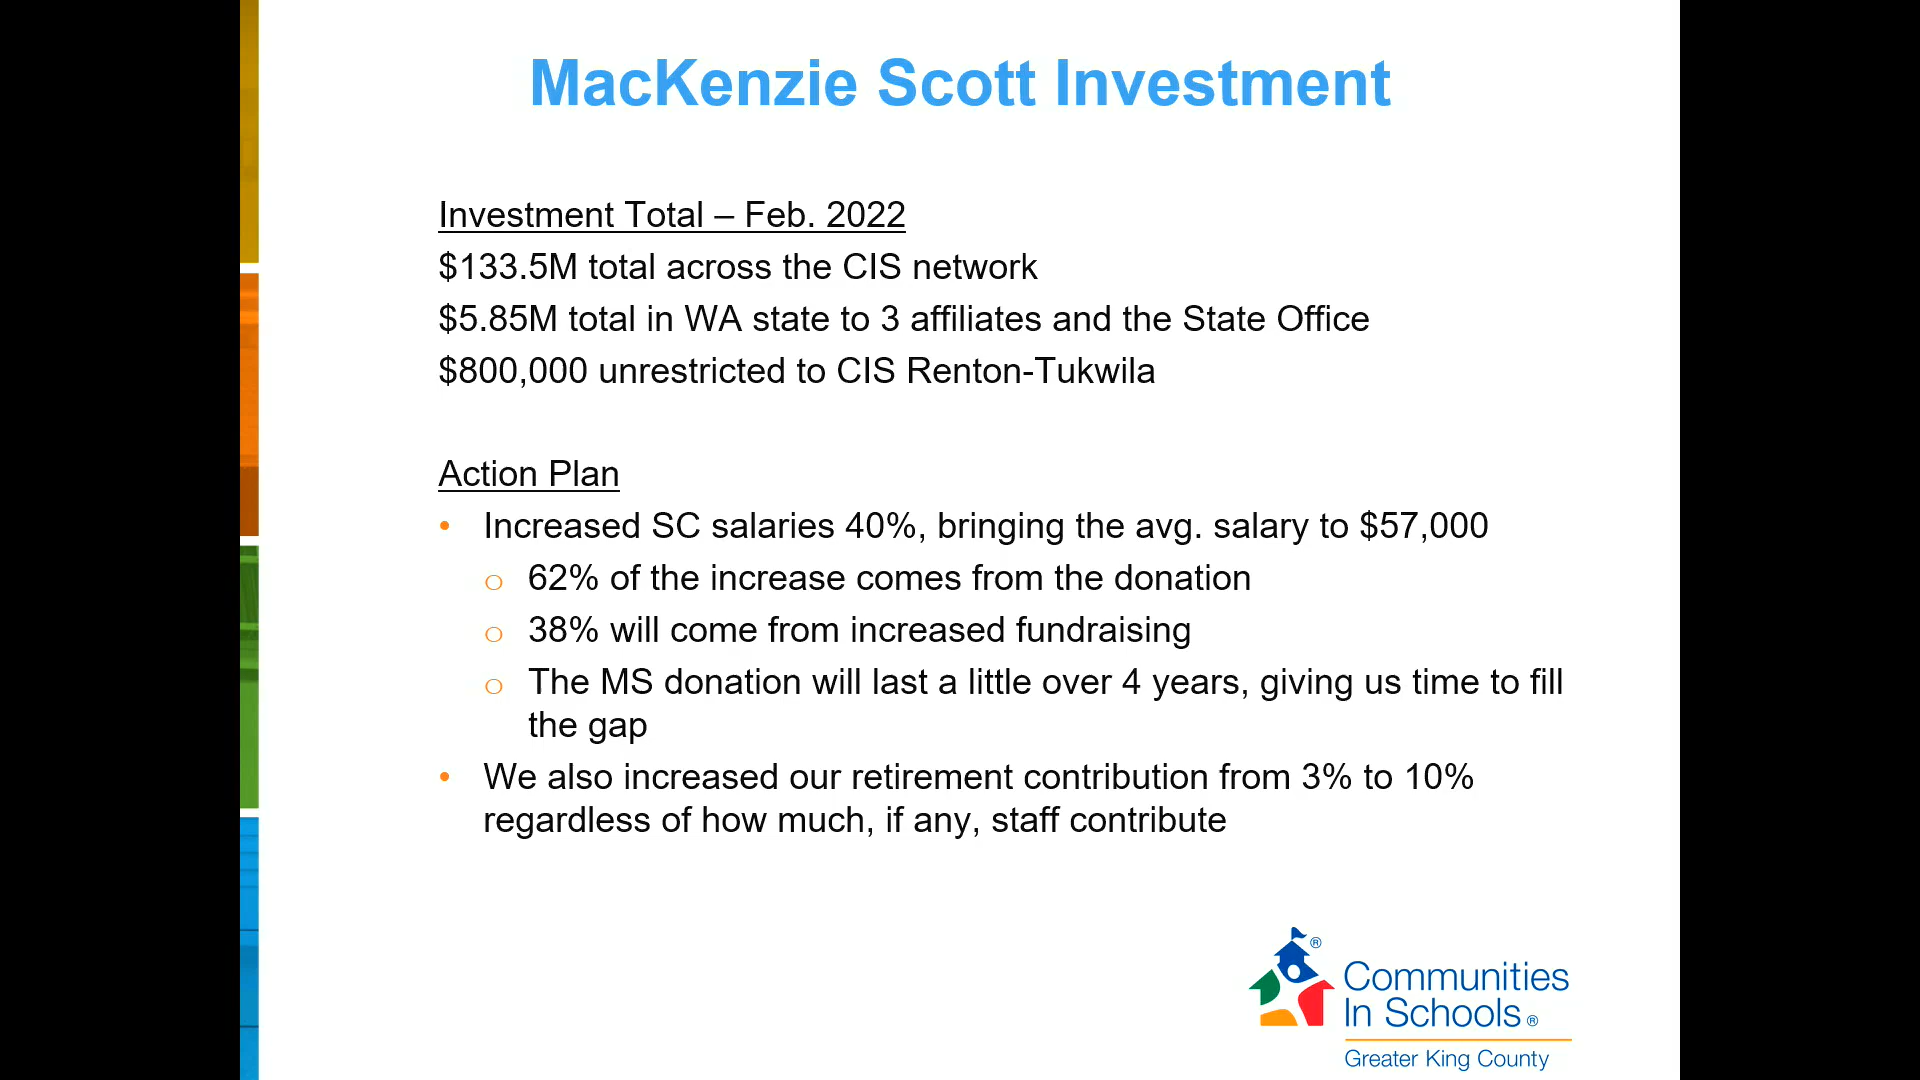 MacKenzie Scott Investment
Investment Total – Feb. 2022
$133.5M total across the CIS network
$5.85M total in WA state to 3 affiliates and the State Office
$800,000 unrestricted to CIS Renton-Tukwila
Action Plan
• Increased SC salaries 40%, bringing the avg. salary to $57,000
o 62% of the increase comes from the donation
o 38% will come from increased fundraising
o The MS donation will last a little over 4 years, giving us time to fill
the gap
• We also increased our retirement contribution from 3% to 10%
regardless of how much, if any, staff contribute
®
Communities
In Schools®
Greater King County